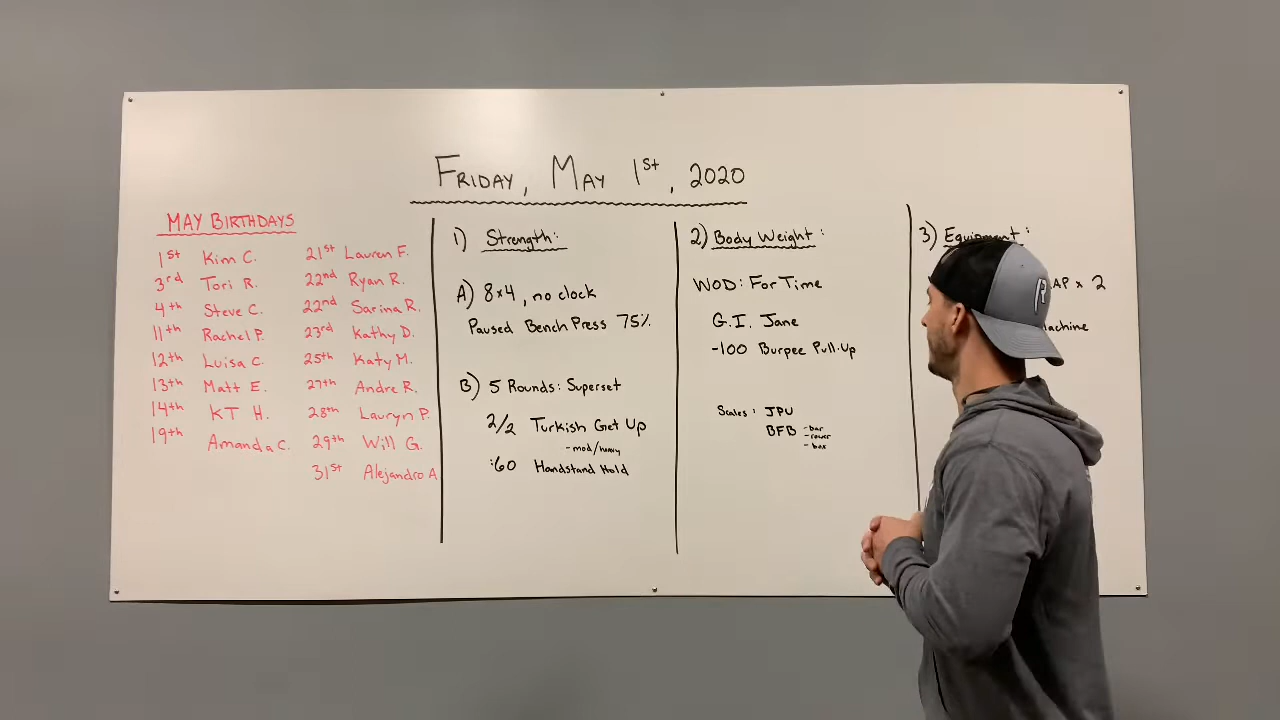 FRIDAY, MAY 1st, 2020
MAY BIRTHDAYS
1st Kim C.
3rd Tori R.
4th Steve C.
11th Rachel P.
12th Luisa C.
13th Matt E.
14th KT H.
19th Amanda C.
21st Lauren F.
22nd Ryan R.
22nd Sarina R.
23rd Kathy D.
25th Katy M.
27th Andre R.
28th Lauryn P.
29th Will G.
31st Alejandro A
1) Strength:
A) 8x4, no clock
Paused Bench Press 75%
B) 5 Rounds: Superset
2/2 Turkish Get Up
-mod/heavy
:60 Handstand Hold
2) Body Weight:
WOD: For Time
G.I. Jane
-100 Burpee Pull-Up
Scales: JPU
BFB -bar
-rower
-box
3) Equipment:
AP x 2
achine
R